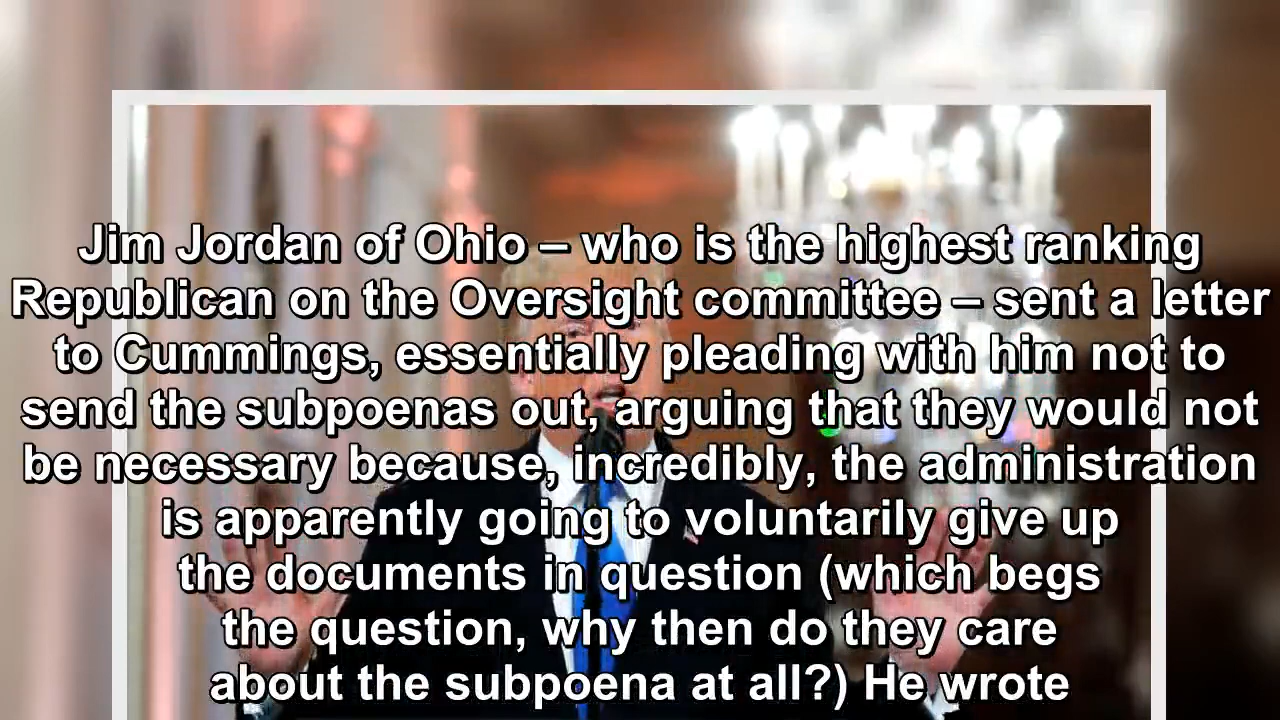 Jim Jordan of Ohio – who is the highest ranking
Republican on the Oversight committee – sent a letter
to Cummings, essentially pleading with him not to
send the subpoenas out, arguing that they would not
be necessary because, incredibly, the administration
is apparently going to voluntarily give up
the documents in question (which begs
the question, why then do they care
about the subpoena at all?) He wrote